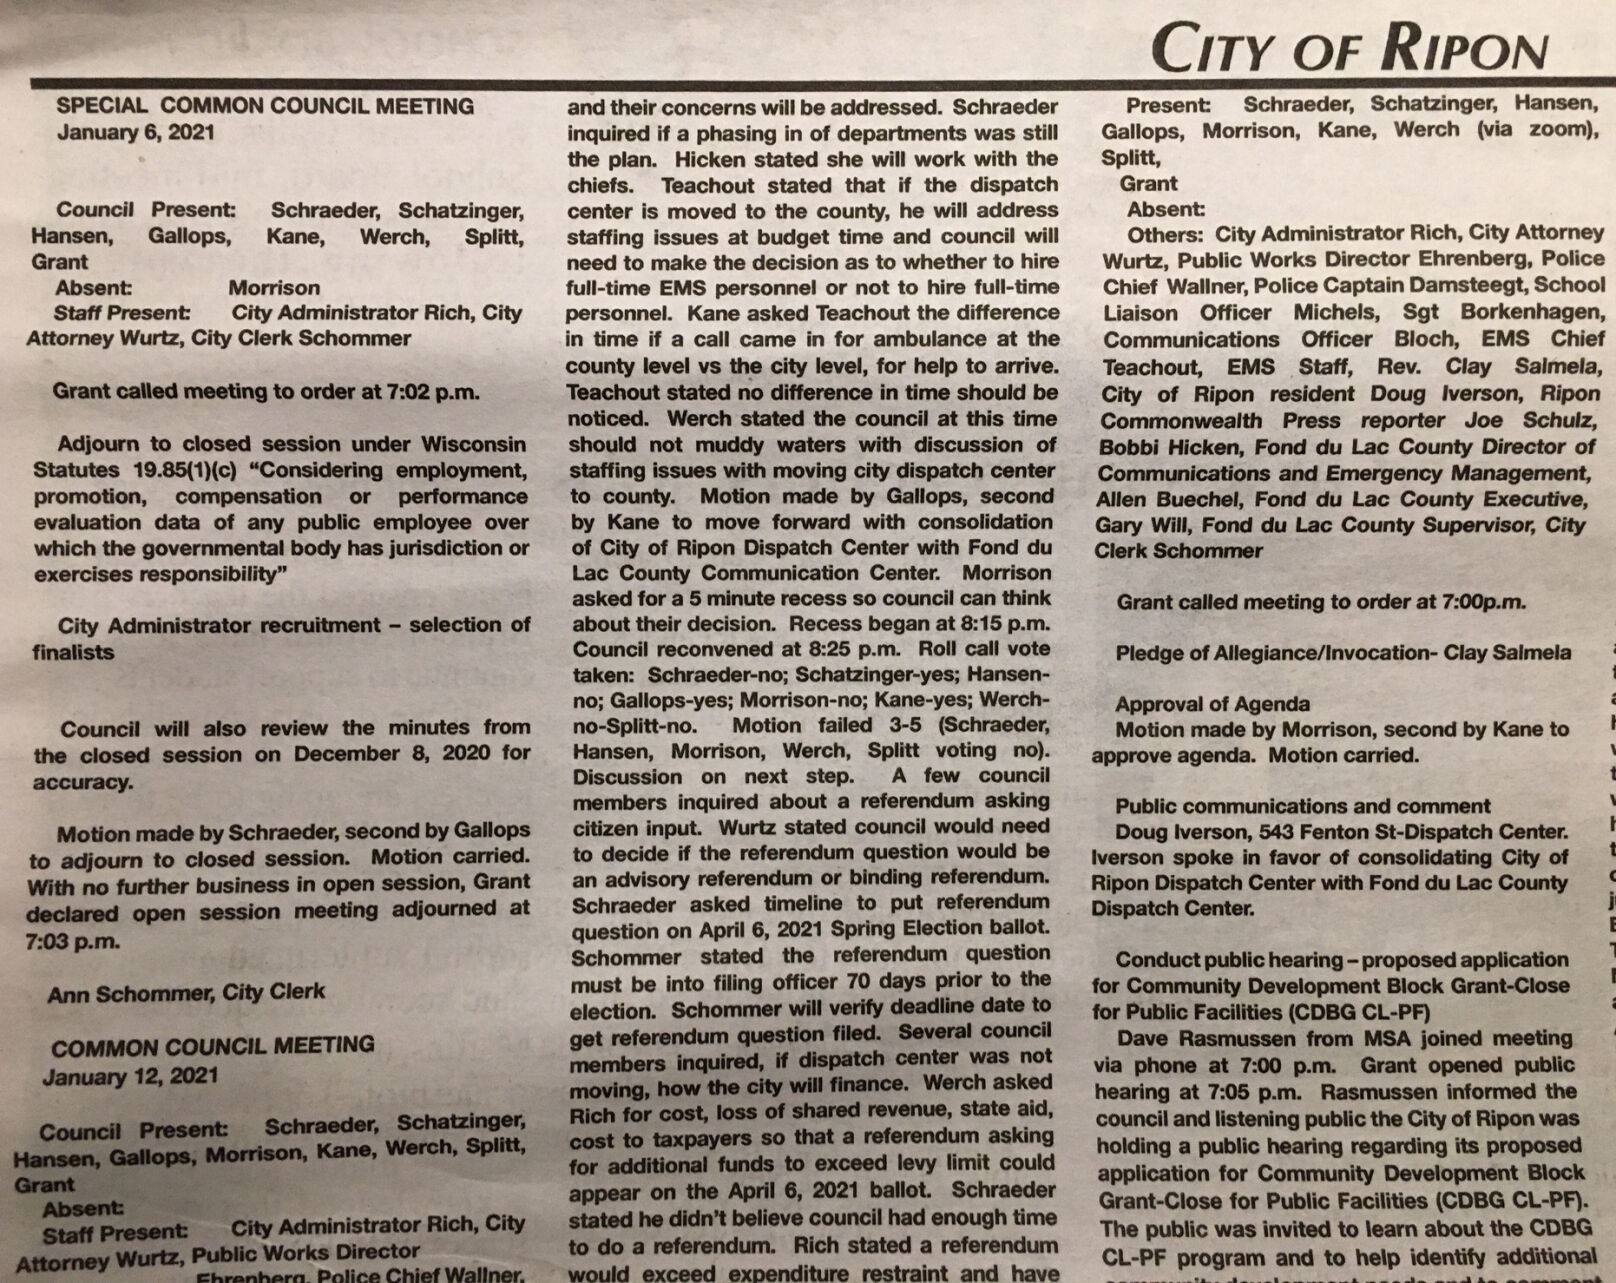 CITY OF RIPON
SPECIAL COMMON COUNCIL MEETING
January 6, 2021
Council Present: Schraeder, Schatzinger,
Hansen, Gallops, Kane, Werch, Splitt,
Grant
Absent: Morrison
Staff Present: City Administrator Rich, City
Attorney Wurtz, City Clerk Schommer
Grant called meeting to order at 7:02 p.m.
Adjourn to closed session under Wisconsin
Statutes 19.85(1)(c) “Considering employment,
promotion, compensation or performance
evaluation data of any public employee over
which the governmental body has jurisdiction or
exercises responsibility”
City Administrator recruitment – selection of
finalists
Council will also review the minutes from
the closed session on December 8, 2020 for
accuracy.
Motion made by Schraeder, second by Gallops
to adjourn to closed session. Motion carried.
With no further business in open session, Grant
declared open session meeting adjourned at
7:03 p.m.
Ann Schommer, City Clerk
COMMON COUNCIL MEETING
January 12, 2021
Council Present: Schraeder, Schatzinger,
Hansen, Gallops, Morrison, Kane, Werch, Splitt,
Grant
Absent:
Staff Present: City Administrator Rich, City
Attorney Wurtz, Public Works Director
Ehrenberg, Police Chief Wallner,
and their concerns will be addressed. Schraeder
inquired if a phasing in of departments was still
the plan. Hicken stated she will work with the
chiefs. Teachout stated that if the dispatch
center is moved to the county, he will address
staffing issues at budget time and council will
need to make the decision as to whether to hire
full-time EMS personnel or not to hire full-time
personnel. Kane asked Teachout the difference
in time if a call came in for ambulance at the
county level vs the city level, for help to arrive.
Teachout stated no difference in time should be
noticed. Werch stated the council at this time
should not muddy waters with discussion of
staffing issues with moving city dispatch center
to county. Motion made by Gallops, second
by Kane to move forward with consolidation
of City of Ripon Dispatch Center with Fond du
Lac County Communication Center. Morrison
asked for a 5 minute recess so council can think
about their decision. Recess began at 8:15 p.m.
Council reconvened at 8:25 p.m. Roll call vote
taken: Schraeder-no; Schatzinger-yes; Hansen-
no; Gallops-yes; Morrison-no; Kane-yes; Werch-
no-Splitt-no. Motion failed 3-5 (Schraeder,
Hansen, Morrison, Werch, Splitt voting no).
Discussion on next step. A few council
members inquired about a referendum asking
citizen input. Wurtz stated council would need
to decide if the referendum question would be
an advisory referendum or binding referendum.
Schraeder asked timeline to put referendum
question on April 6, 2021 Spring Election ballot.
Schommer stated the referendum question
must be into filing officer 70 days prior to the
election. Schommer will verify deadline date to
get referendum question filed. Several council
members inquired, if dispatch center was not
moving, how the city will finance. Werch asked
Rich for cost, loss of shared revenue, state aid,
cost to taxpayers so that a referendum asking
for additional funds to exceed levy limit could
appear on the April 6, 2021 ballot. Schraeder
stated he didn’t believe council had enough time
to do a referendum. Rich stated a referendum
would exceed expenditure restraint and have
Present: Schraeder, Schatzinger, Hansen,
Gallops, Morrison, Kane, Werch (via zoom),
Splitt,
Grant
Absent:
Others: City Administrator Rich, City Attorney
Wurtz, Public Works Director Ehrenberg, Police
Chief Wallner, Police Captain Damsteegt, School
Liaison Officer Michels, Sgt Borkenhagen,
Communications Officer Bloch, EMS Chief
Teachout, EMS Staff, Rev. Clay Salmela,
City of Ripon resident Doug Iverson, Ripon
Commonwealth Press reporter Joe Schulz,
Bobbi Hicken, Fond du Lac County Director of
Communications and Emergency Management,
Allen Buechel, Fond du Lac County Executive,
Gary Will, Fond du Lac County Supervisor, City
Clerk Schommer
Grant called meeting to order at 7:00p.m.
Pledge of Allegiance/Invocation- Clay Salmela
Approval of Agenda
Motion made by Morrison, second by Kane to
approve agenda. Motion carried.
Public communications and comment
Doug Iverson, 543 Fenton St-Dispatch Center.
Iverson spoke in favor of consolidating City of
Ripon Dispatch Center with Fond du Lac County
Dispatch Center.
Conduct public hearing – proposed application
for Community Development Block Grant-Close
for Public Facilities (CDBG CL-PF)
Dave Rasmussen from MSA joined meeting
via phone at 7:00 p.m. Grant opened public
hearing at 7:05 p.m. Rasmussen informed the
council and listening public the City of Ripon was
holding a public hearing regarding its proposed
application for Community Development Block
Grant-Close for Public Facilities (CDBG CL-PF).
The public was invited to learn about the CDBG
CL-PF program and to help identify additional